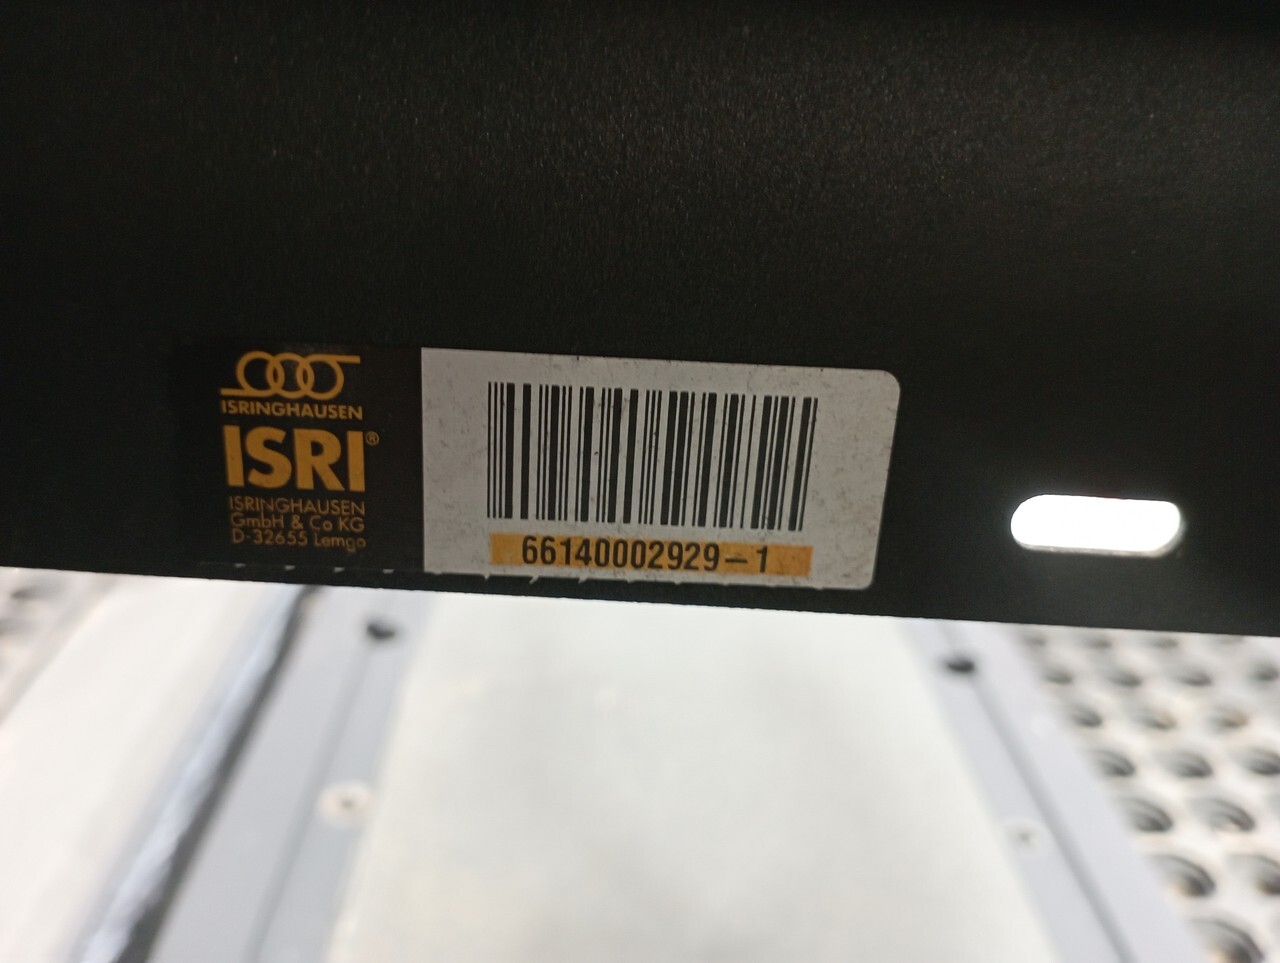 ISRINGHAUSEN
ISRI®
ISRINGHAUSEN
GmbH & Co KG
D-32655 Lemgo
66140002929-1